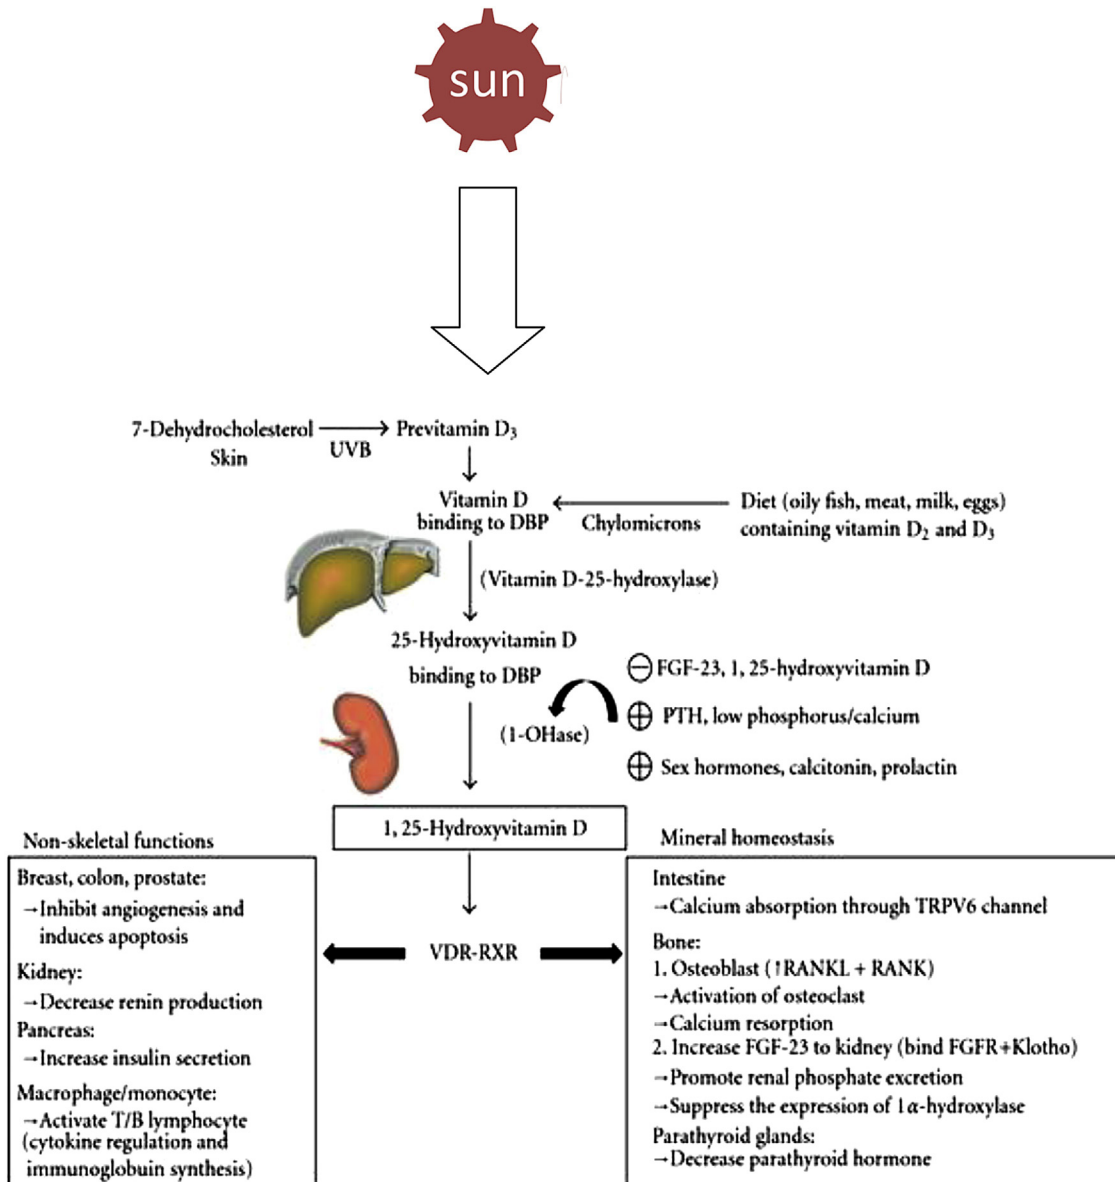 sun
7-Dehydrocholesterol
Skin
UVB
Previtamin D₃
Vitamin D
binding to DBP
Chylomicrons
Diet (oily fish, meat, milk, eggs)
containing vitamin D₂ and D₃
(Vitamin D-25-hydroxylase)
25-Hydroxyvitamin D
binding to DBP
(1-OHase)
⊖ FGF-23, 1, 25-hydroxyvitamin D
⊕ PTH, low phosphorus/calcium
⊕ Sex hormones, calcitonin, prolactin
1, 25-Hydroxyvitamin D
VDR-RXR
Non-skeletal functions
Breast, colon, prostate:
→Inhibit angiogenesis and
induces apoptosis
Kidney:
→Decrease renin production
Pancreas:
→Increase insulin secretion
Macrophage/monocyte:
→Activate T/B lymphocyte
(cytokine regulation and
immunoglobuin synthesis)
Mineral homeostasis
Intestine
→Calcium absorption through TRPV6 channel
Bone:
1. Osteoblast (↑RANKL + RANK)
→Activation of osteoclast
→Calcium resorption
2. Increase FGF-23 to kidney (bind FGFR+Klotho)
→Promote renal phosphate excretion
→Suppress the expression of 1α-hydroxylase
Parathyroid glands:
→Decrease parathyroid hormone